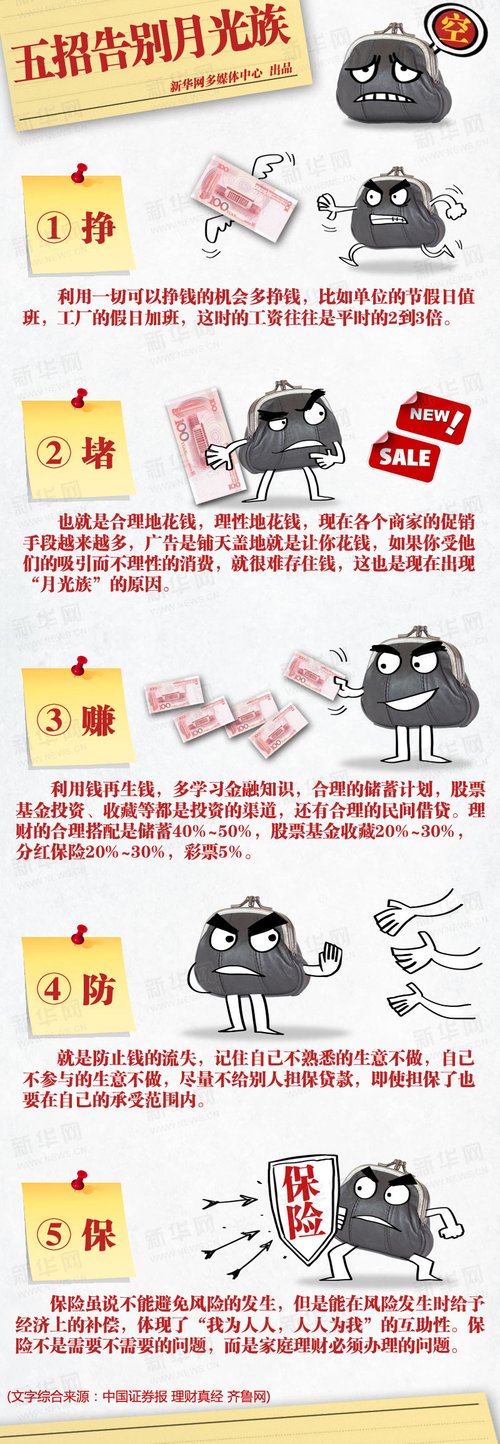 五招告别月光族
新华网多媒体中心 出品
空
① 挣
100
利用一切可以挣钱的机会多挣钱，比如单位的节假日值
班，工厂的假日加班，这时的工资往往是平时的2到3倍。
② 堵
100
NEW!
SALE
也就是合理地花钱，理性地花钱，现在各个商家的促销
手段越来越多，广告是铺天盖地就是让你花钱，如果你受他
们的吸引而不理性的消费，就很难存住钱，这也是现在出现
“月光族”的原因。
③ 赚
100
100
100
100
100
利用钱再生钱，多学习金融知识，合理的储蓄计划，股票
基金投资、收藏等都是投资的渠道，还有合理的民间借贷。理
财的合理搭配是储蓄40%~50%，股票基金收藏20%~30%，
分红保险20%~30%，彩票5%。
④ 防
就是防止钱的流失，记住自己不熟悉的生意不做，自己
不参与的生意不做，尽量不给别人担保贷款，即使担保了也
要在自己的承受范围内。
⑤ 保
保险
保险虽说不能避免风险的发生，但是能在风险发生时给予
经济上的补偿，体现了“我为人人，人人为我”的互助性。保
险不是需要不需要的问题，而是家庭理财必须办理的问题。
(文字综合来源：中国证券报 理财真经 齐鲁网)
新华网
WWW.NEWS.CN